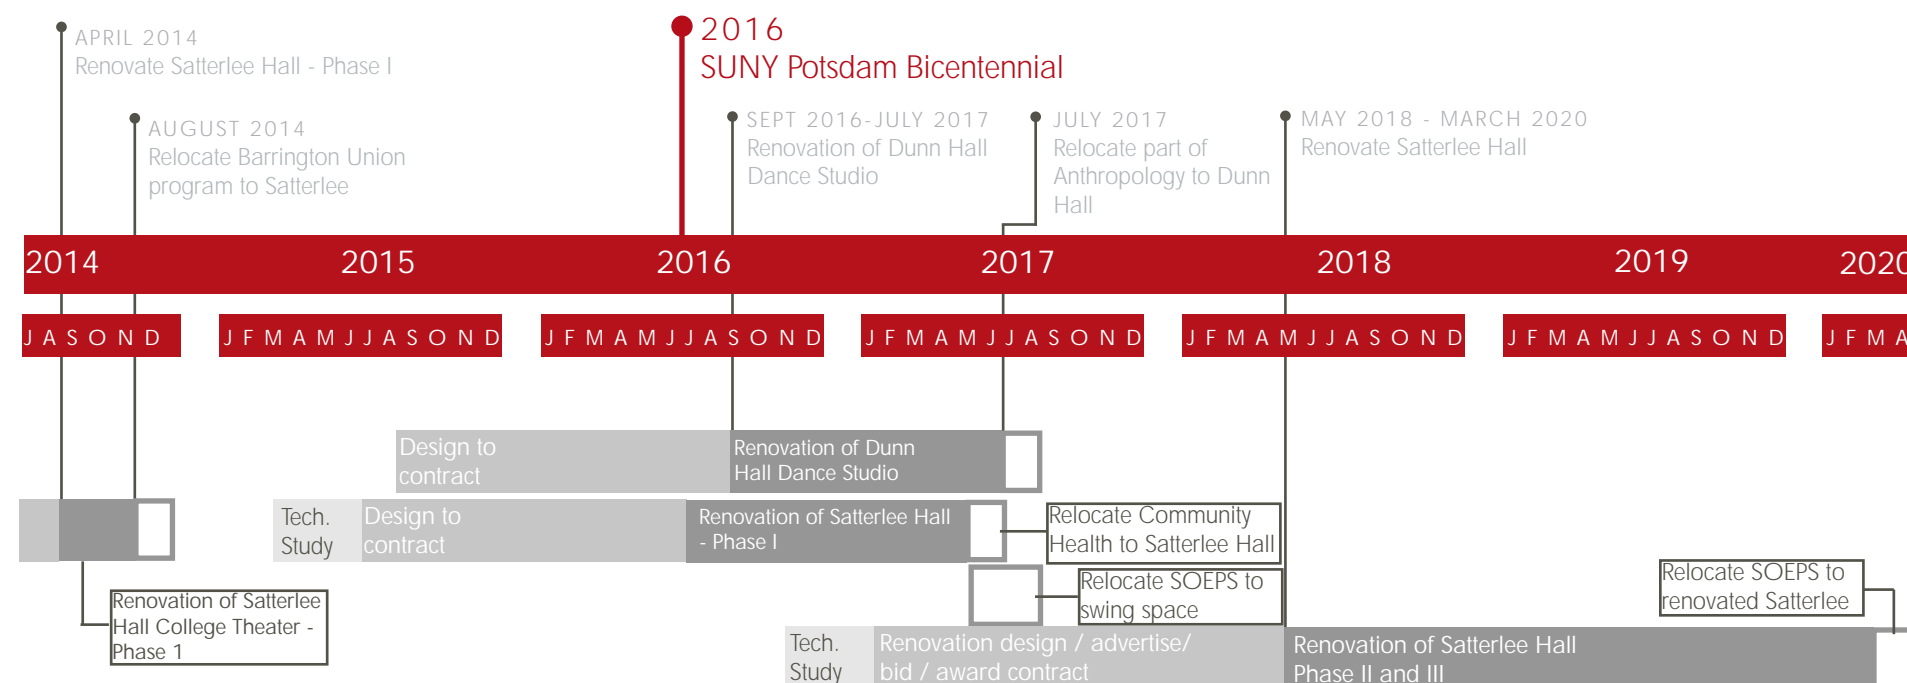 APRIL 2014
Renovate Satterlee Hall - Phase I
2016
SUNY Potsdam Bicentennial
AUGUST 2014
Relocate Barrington Union
program to Satterlee
SEPT 2016-JULY 2017
Renovation of Dunn Hall
Dance Studio
JULY 2017
Relocate part of
Anthropology to Dunn
Hall
MAY 2018 - MARCH 2020
Renovate Satterlee Hall
2014 2015 2016 2017 2018 2019 2020
J A S O N D J F M A M J J A S O N D J F M A M J J A S O N D J F M A M J J A S O N D J F M A M J J A S O N D J F M A M J J A S O N D J F M A
Design to
contract
Renovation of Dunn
Hall Dance Studio
Tech.
Study
Design to
contract
Renovation of Satterlee Hall
- Phase I
Relocate Community
Health to Satterlee Hall
Relocate SOEPS to
swing space
Relocate SOEPS to
renovated Satterlee
Renovation of Satterlee
Hall College Theater -
Phase 1
Tech.
Study
Renovation design / advertise/
bid / award contract
Renovation of Satterlee Hall
Phase II and III